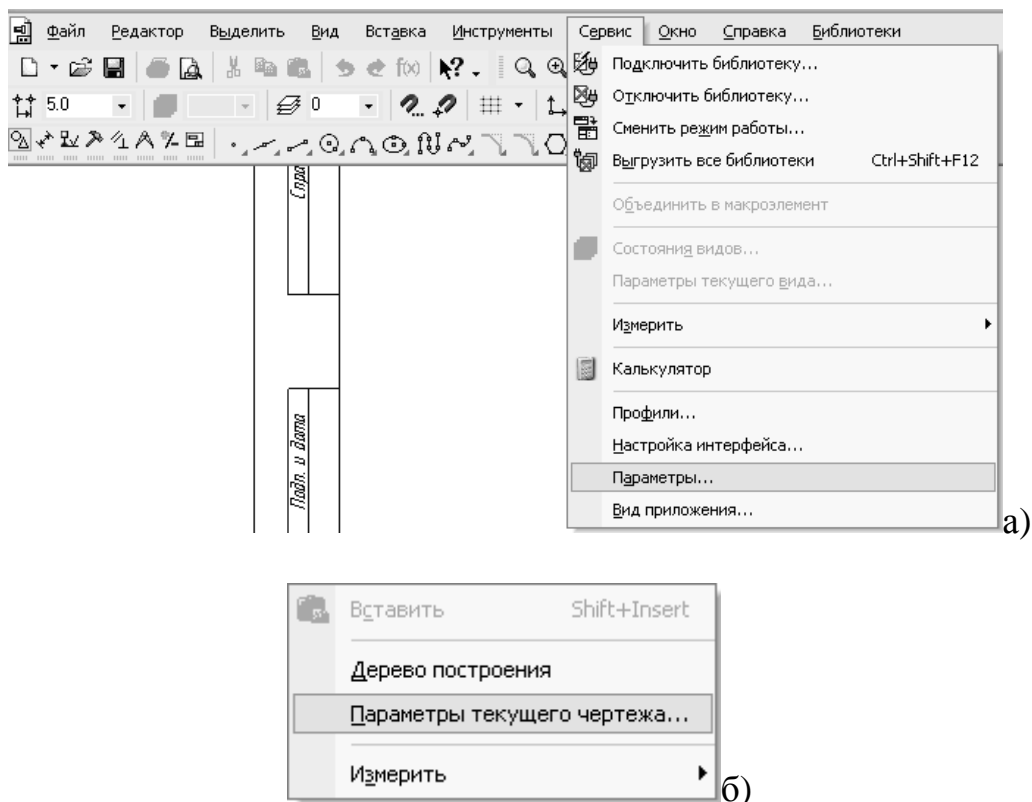 Файл Редактор Выделить Вид Вставка Инструменты Сервис Окно Справка Библиотеки
f(x)
5.0 0
Подключить библиотеку...
Отключить библиотеку...
Сменить режим работы...
Выгрузить все библиотеки Ctrl+Shift+F12
Объединить в макроэлемент
Состояния видов...
Параметры текущего вида...
Измерить
Калькулятор
Профили...
Настройка интерфейса...
Параметры...
Вид приложения...
Спра
Подп. и дата
а)
Вставить Shift+Insert
Дерево построения
Параметры текущего чертежа...
Измерить
б)